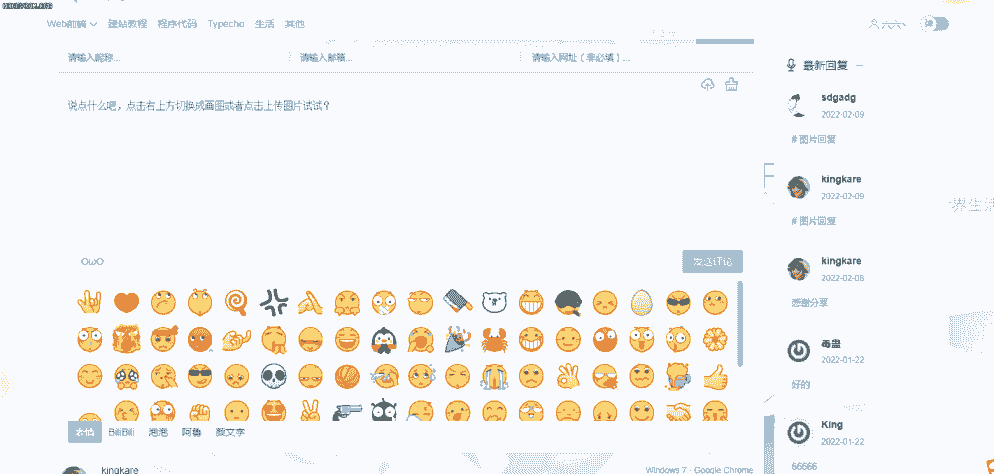 Web前端 建站教程 程序代码 Typecho 生活 其他
请输入昵称... 请输入邮箱... 请输入网址（非必填）...
说点什么吧，点击右上方切换成画图或者点击上传图片试试？
OωO 发送评论
表情 BiliBili 泡泡 阿鲁 颜文字
kingkare Windows 7 · Google Chrome
最新回复
sdgadg
2022-02-09
# 图片回复
kingkare
2022-02-09
# 图片回复
kingkare
2022-02-08
感谢分享
毒蛊
2022-01-22
好的
King
2022-01-22
66666
界生活